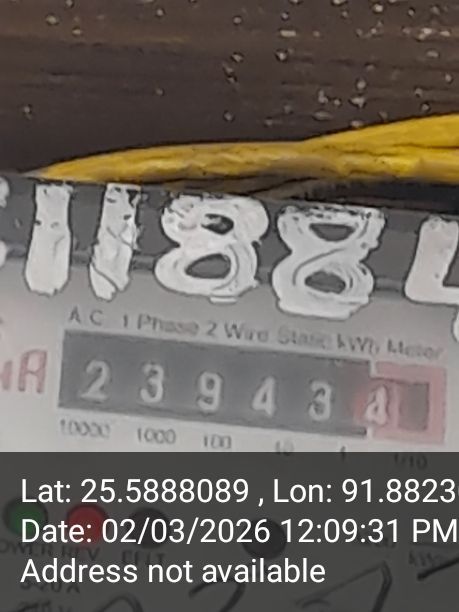 11884
A.C. 1 Phase 2 Wire Static kWh Meter
2 3 9 4 3
10000 1000 100 10 1 1/10
Lat: 25.5888089 , Lon: 91.8823
Date: 02/03/2026 12:09:31 PM
Address not available